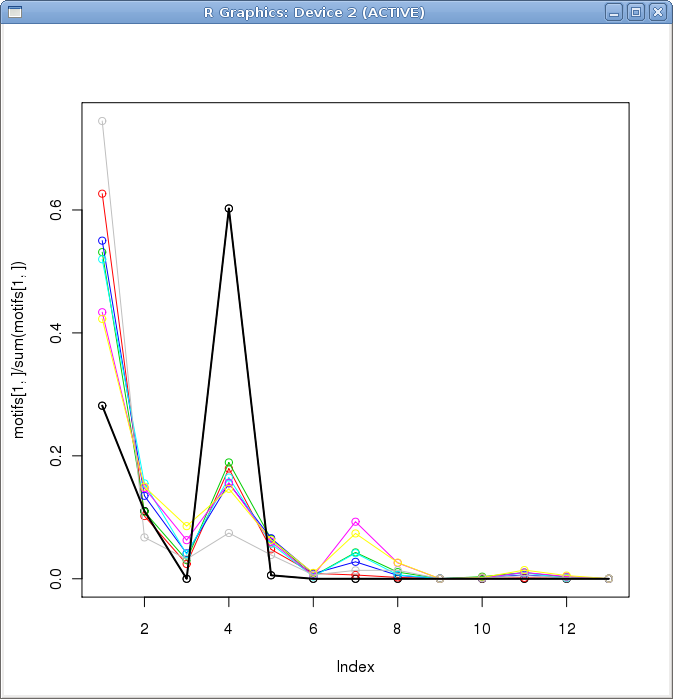 R Graphics: Device 2 (ACTIVE)
motifs[1, ]/sum(motifs[1, ])
0.6
0.4
0.2
0.0
2 4 6 8 10 12
Index